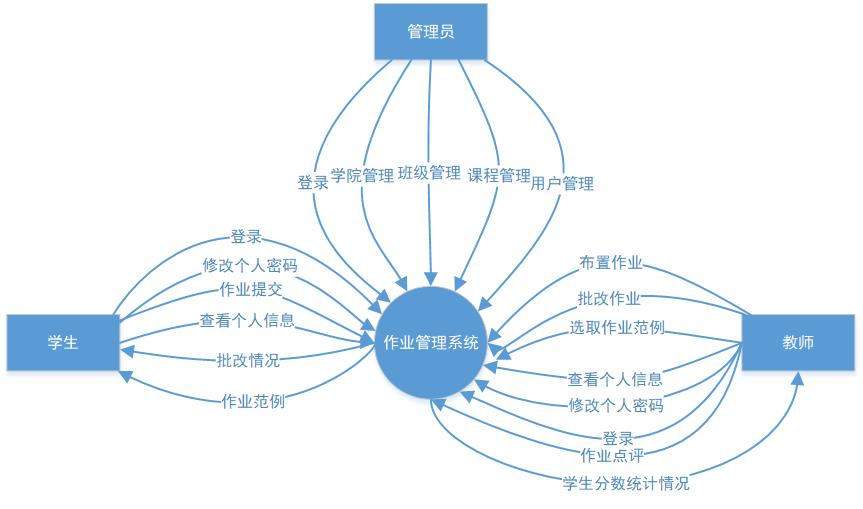 管理员
登录
学院管理
班级管理
课程管理
用户管理
登录
修改个人密码
作业提交
查看个人信息
批改情况
作业范例
学生
作业管理系统
教师
布置作业
批改作业
选取作业范例
查看个人信息
修改个人密码
登录
作业点评
学生分数统计情况